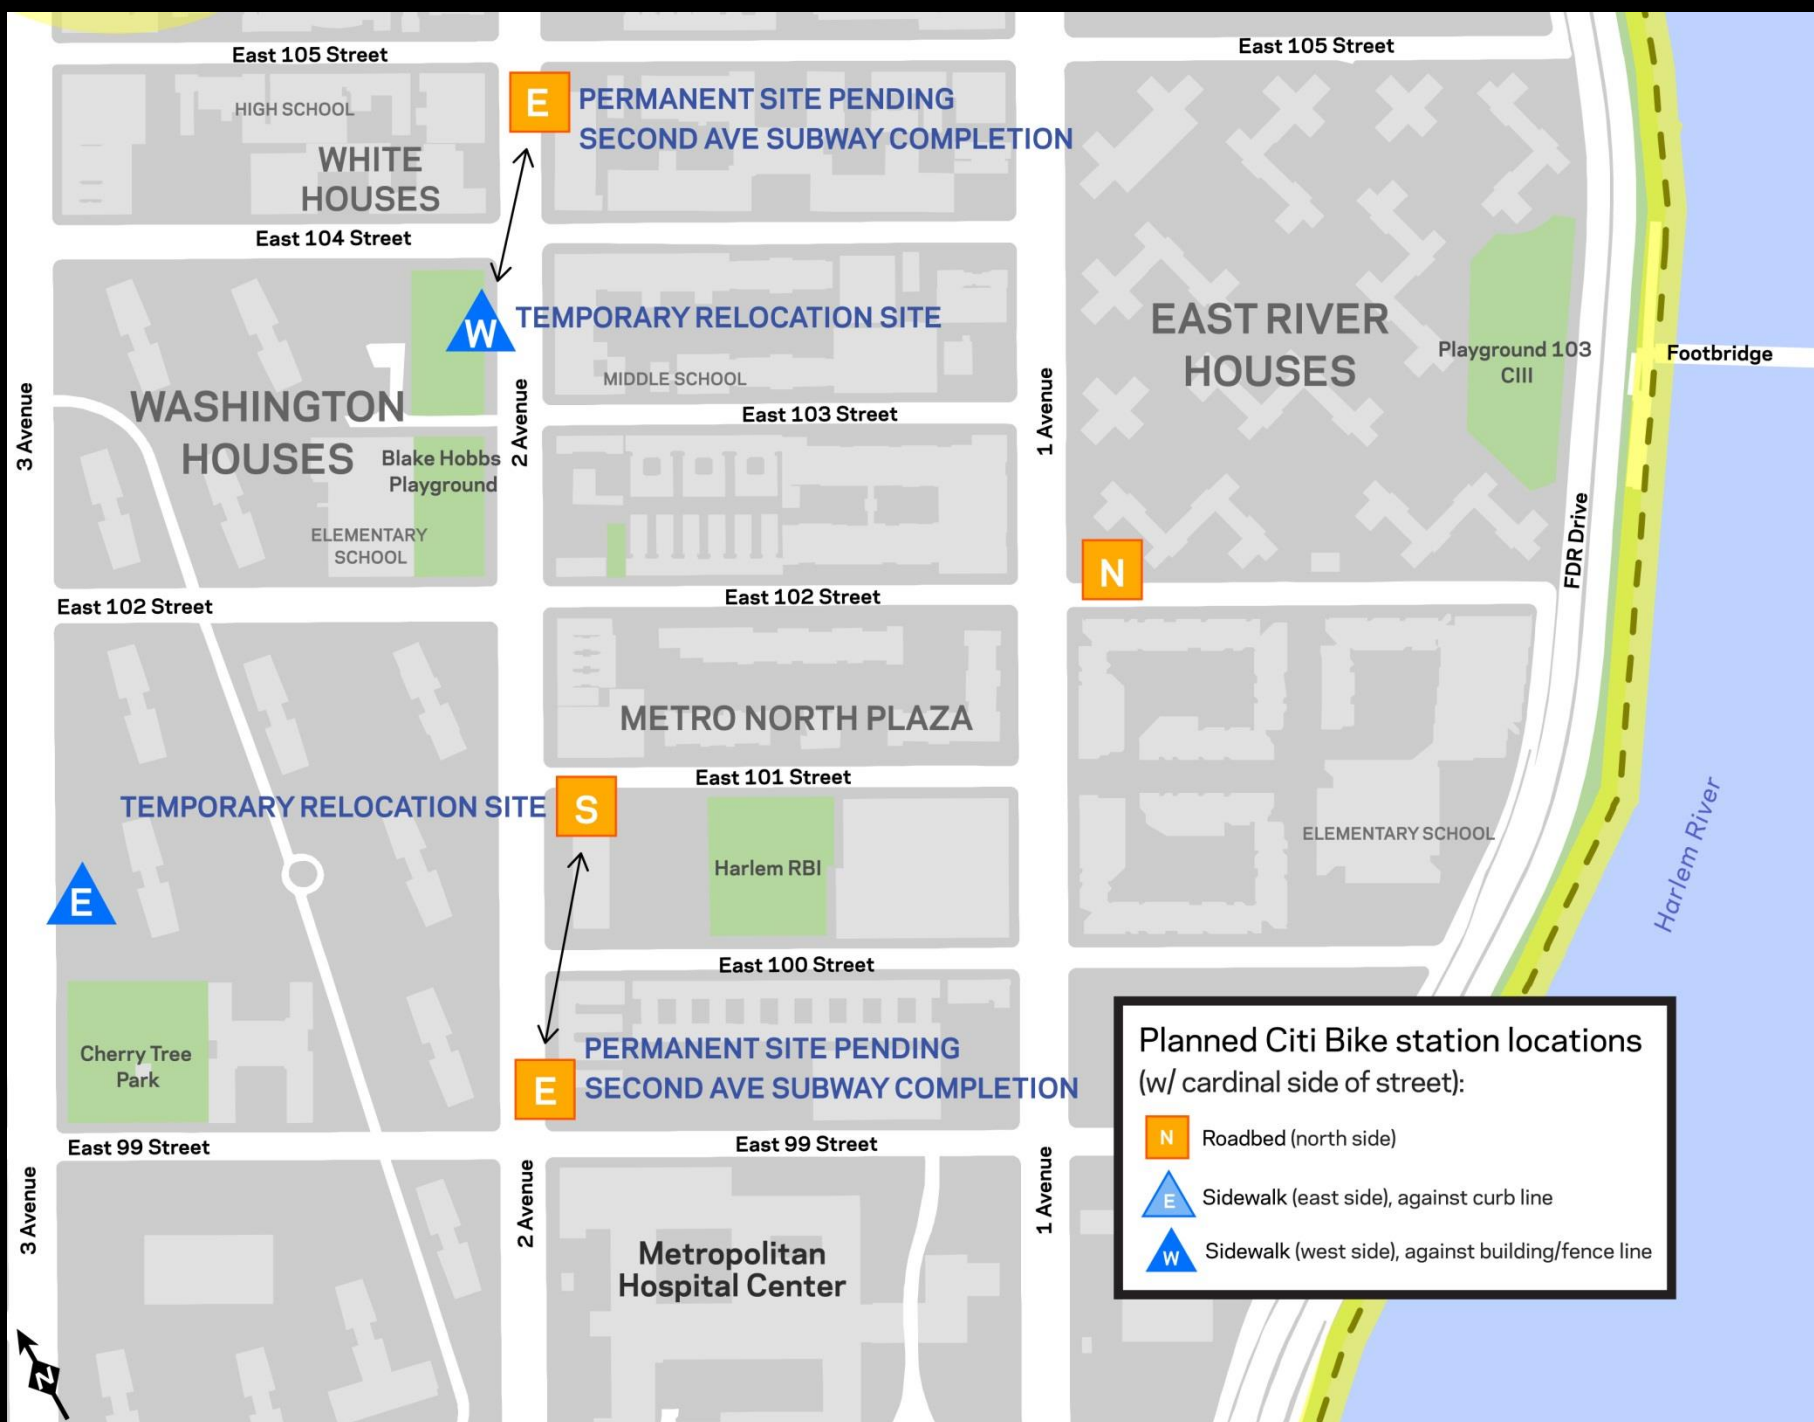 East 105 Street
East 105 Street
E
PERMANENT SITE PENDING
SECOND AVE SUBWAY COMPLETION
HIGH SCHOOL
WHITE
HOUSES
East 104 Street
W
TEMPORARY RELOCATION SITE
EAST RIVER
HOUSES
Playground 103
CIII
Footbridge
MIDDLE SCHOOL
3 Avenue
WASHINGTON
HOUSES
2 Avenue
East 103 Street
1 Avenue
Blake Hobbs
Playground
ELEMENTARY
SCHOOL
FDR Drive
N
East 102 Street
East 102 Street
METRO NORTH PLAZA
East 101 Street
TEMPORARY RELOCATION SITE
S
ELEMENTARY SCHOOL
Harlem River
Harlem RBI
E
East 100 Street
Cherry Tree
Park
PERMANENT SITE PENDING
SECOND AVE SUBWAY COMPLETION
E
East 99 Street
East 99 Street
3 Avenue
2 Avenue
1 Avenue
Metropolitan
Hospital Center
Planned Citi Bike station locations
(w/ cardinal side of street):
N Roadbed (north side)
E Sidewalk (east side), against curb line
W Sidewalk (west side), against building/fence line
N